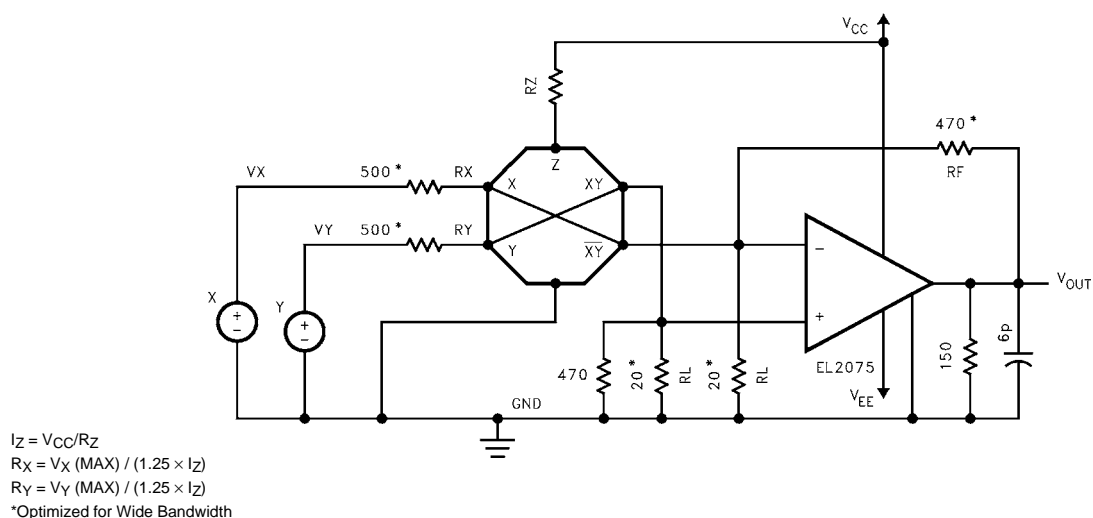 VCC
RZ
470 *
RF
Z
VX
500 *
RX
X
XY
VY
500 *
RY
Y
XY
X
+
-
Y
+
-
-
+
EL2075
VOUT
470
20 *
RL
20 *
RL
150
6p
VEE
GND
IZ = VCC/RZ
RX = VX (MAX) / (1.25 × IZ)
RY = VY (MAX) / (1.25 × IZ)
*Optimized for Wide Bandwidth